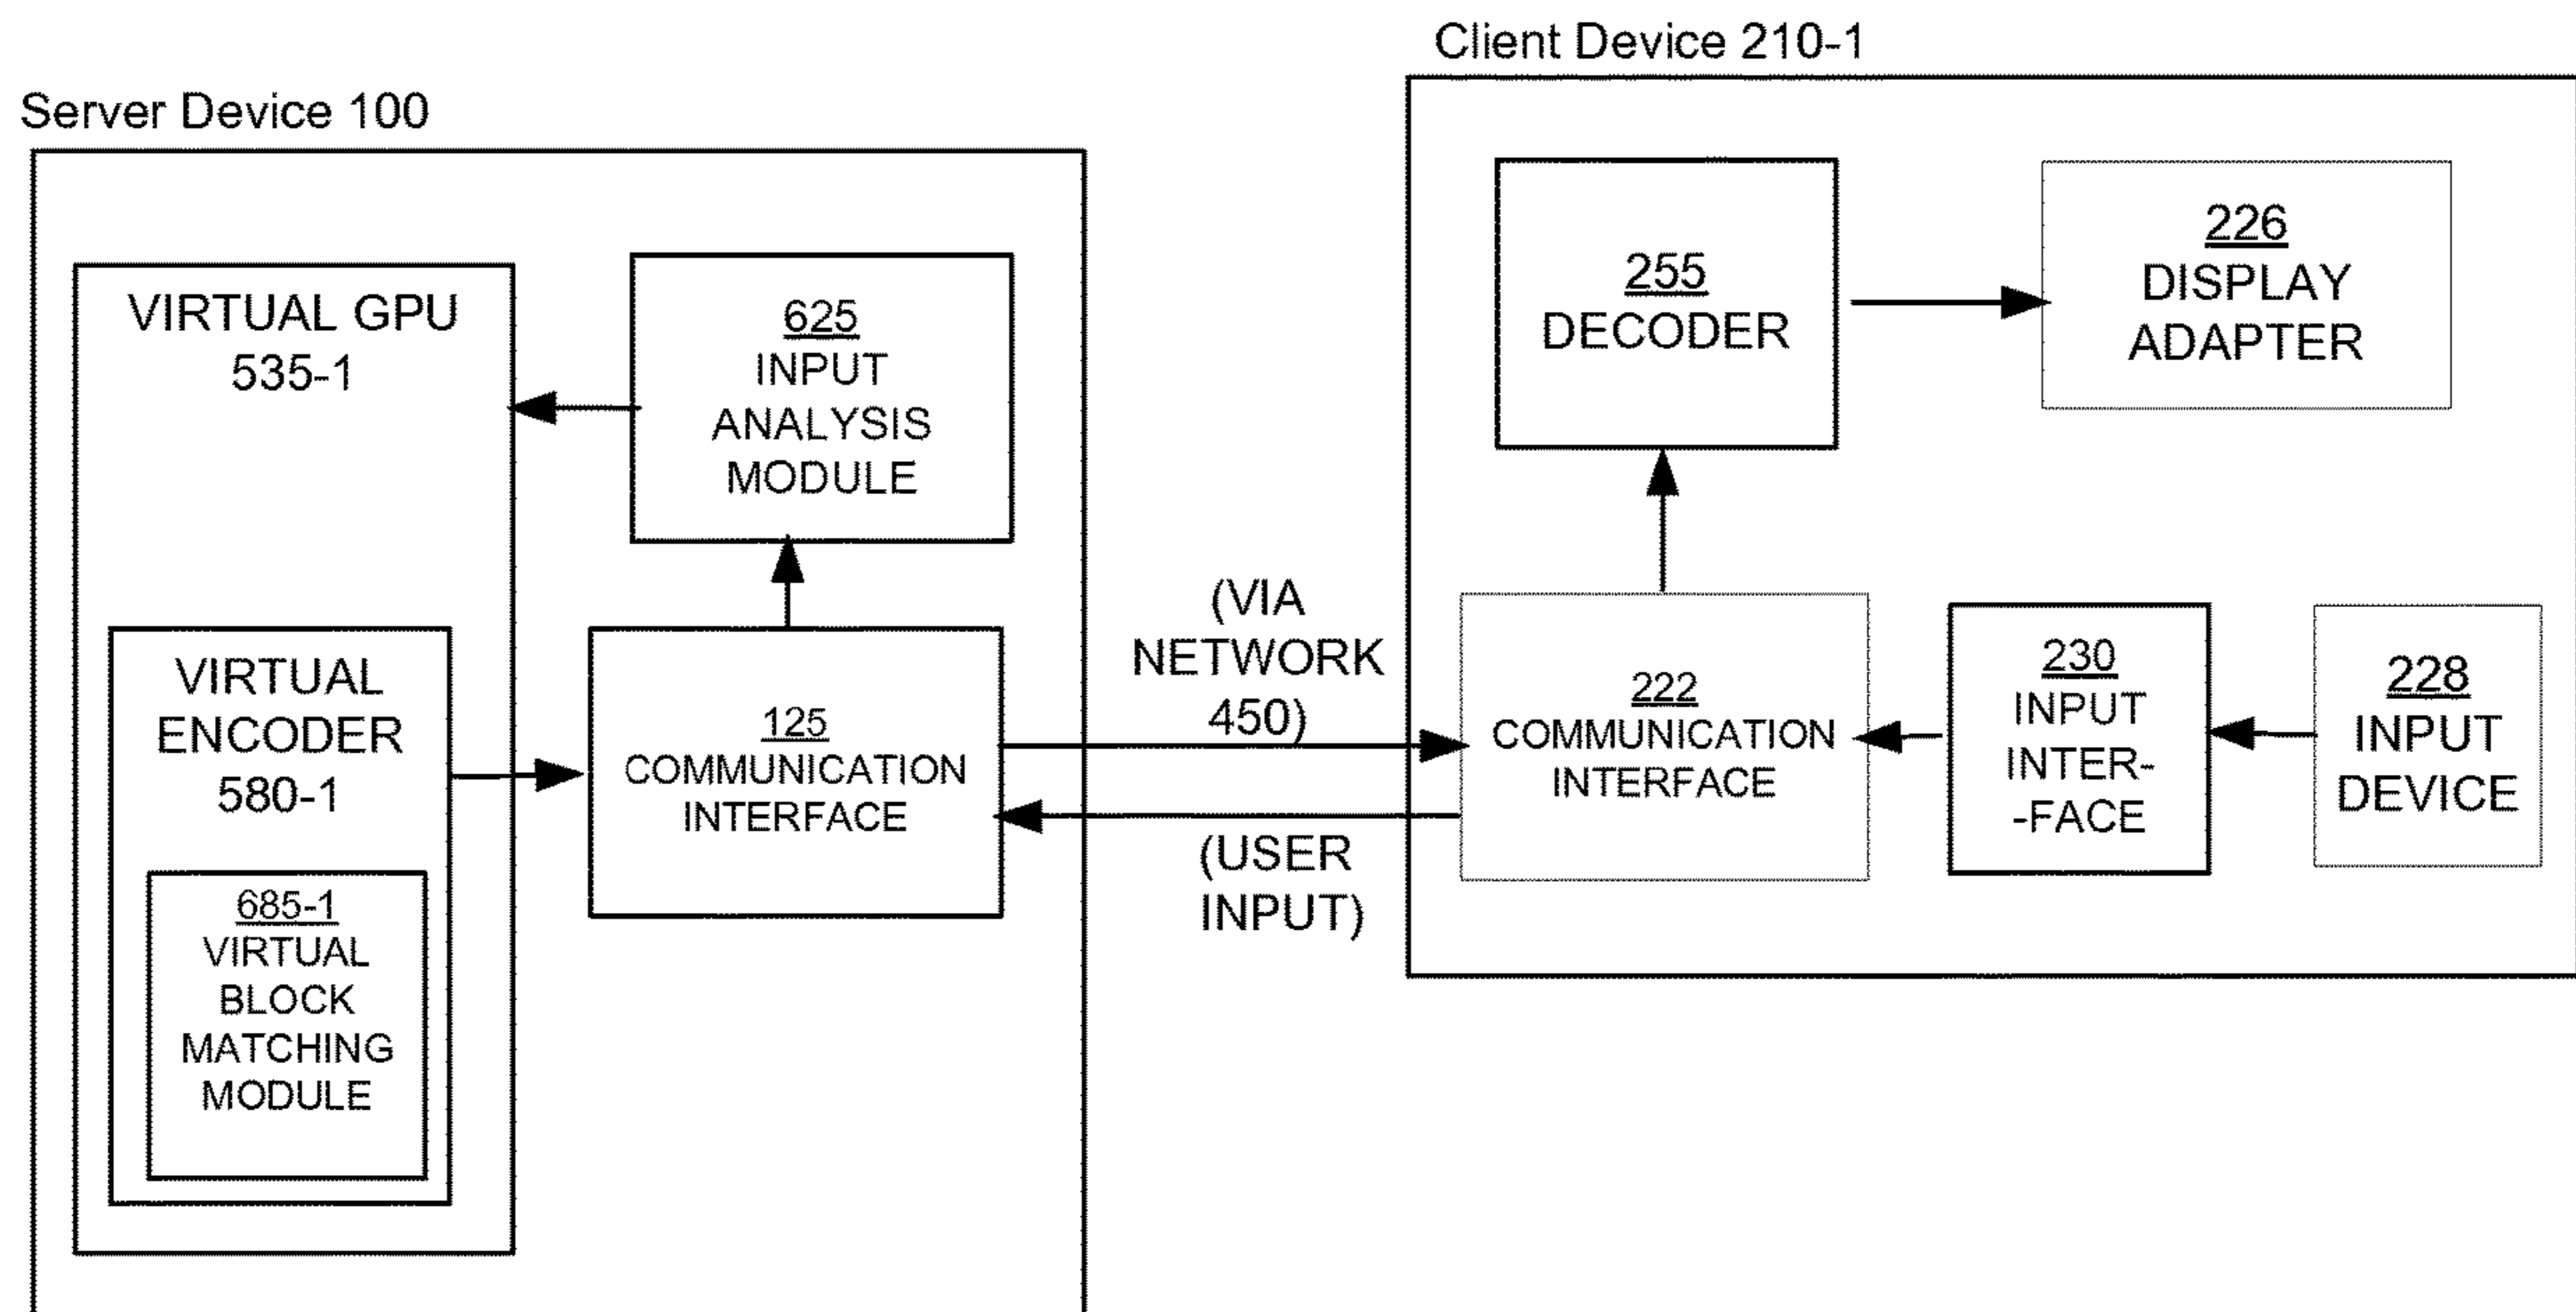 Client Device 210-1
Server Device 100
VIRTUAL GPU
535-1
625
INPUT
ANALYSIS
MODULE
VIRTUAL
ENCODER
580-1
685-1
VIRTUAL
BLOCK
MATCHING
MODULE
125
COMMUNICATION
INTERFACE
(VIA
NETWORK
450)
(USER
INPUT)
255
DECODER
226
DISPLAY
ADAPTER
222
COMMUNICATION
INTERFACE
230
INPUT
INTER-
-FACE
228
INPUT
DEVICE